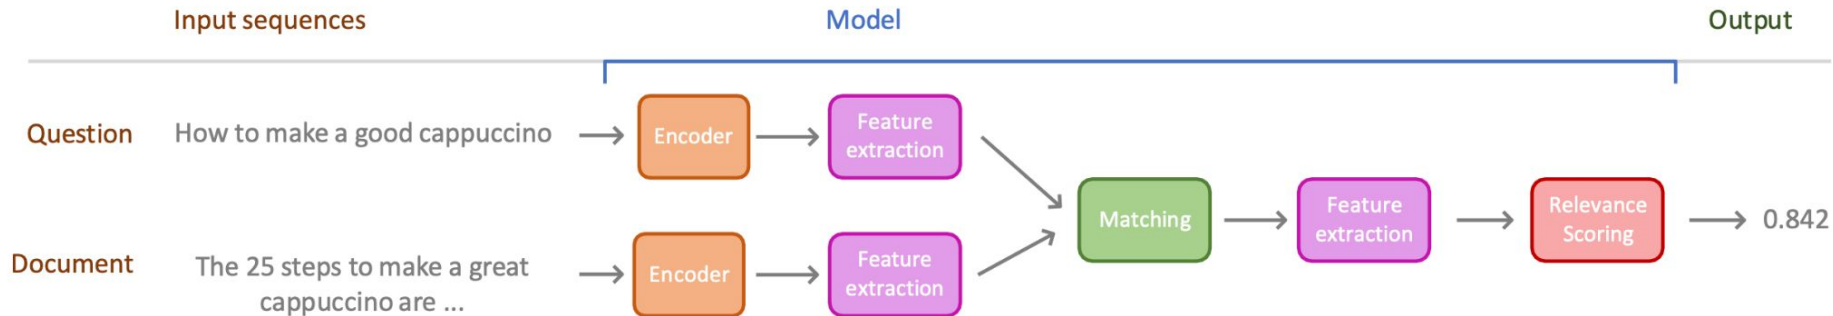 Input sequences
Model
Output
Question
How to make a good cappuccino
Encoder
Feature
extraction
Matching
Feature
extraction
Relevance
Scoring
0.842
Document
The 25 steps to make a great
cappuccino are ...
Encoder
Feature
extraction